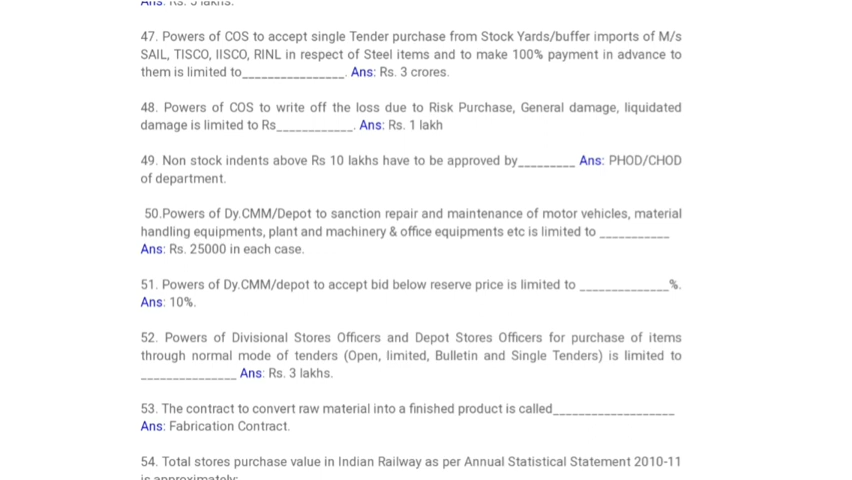 47. Powers of COS to accept single Tender purchase from Stock Yards/buffer imports of M/s
SAIL, TISCO, IISCO, RINL in respect of Steel items and to make 100% payment in advance to
them is limited to_________________. Ans: Rs. 3 crores.
48. Powers of COS to write off the loss due to Risk Purchase, General damage, liquidated
damage is limited to Rs____________. Ans: Rs. 1 lakh
49. Non stock indents above Rs 10 lakhs have to be approved by_________ Ans: PHOD/CHOD
of department.
50.Powers of Dy.CMM/Depot to sanction repair and maintenance of motor vehicles, material
handling equipments, plant and machinery & office equipments etc is limited to ___________
Ans: Rs. 25000 in each case.
51. Powers of Dy.CMM/depot to accept bid below reserve price is limited to ______________%.
Ans: 10%.
52. Powers of Divisional Stores Officers and Depot Stores Officers for purchase of items
through normal mode of tenders (Open, limited, Bulletin and Single Tenders) is limited to
_______________ Ans: Rs. 3 lakhs.
53. The contract to convert raw material into a finished product is called____________________
Ans: Fabrication Contract.
54. Total stores purchase value in Indian Railway as per Annual Statistical Statement 2010-11
is approximately: